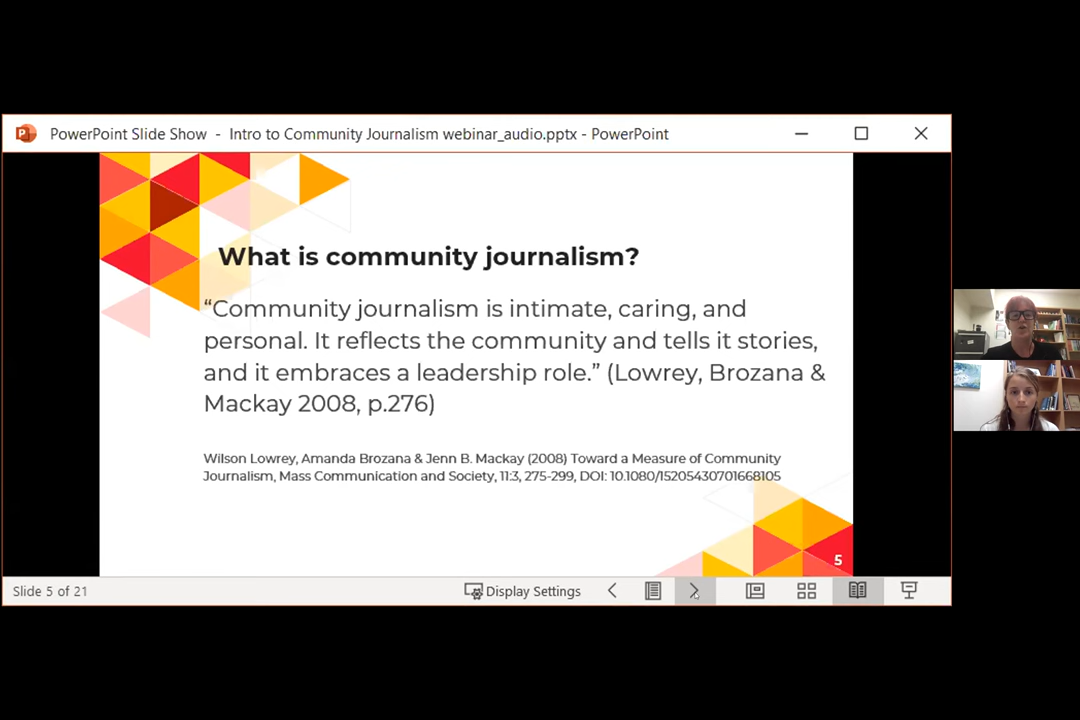 PowerPoint Slide Show - Intro to Community Journalism webinar_audio.pptx - PowerPoint
What is community journalism?
“Community journalism is intimate, caring, and
personal. It reflects the community and tells it stories,
and it embraces a leadership role.” (Lowrey, Brozana &
Mackay 2008, p.276)
Wilson Lowrey, Amanda Brozana & Jenn B. Mackay (2008) Toward a Measure of Community
Journalism, Mass Communication and Society, 11:3, 275-299, DOI: 10.1080/15205430701668105
5
Slide 5 of 21
Display Settings